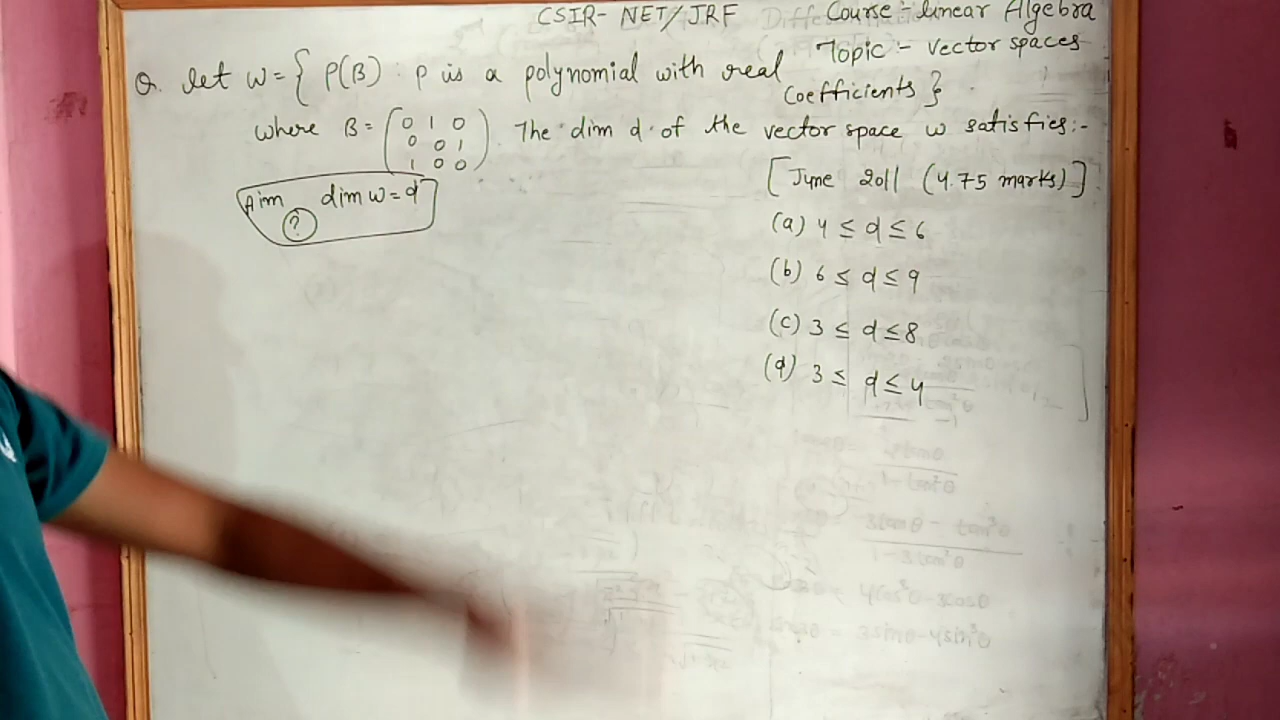 CSIR- NET/JRF Course - linear Algebra
Topic - vector spaces
Q. let W = { P(B) : P is a polynomial with real
Coefficients }
where B = (0 1 0
0 0 1
1 0 0). The dim d. of the vector space W satisfies:-
[June 2011 (4.75 marks)]
Aim dim W = d
?
(a) 4 ≤ d ≤ 6
(b) 6 ≤ d ≤ 9
(c) 3 ≤ d ≤ 8
(d) 3 ≤ d ≤ 4